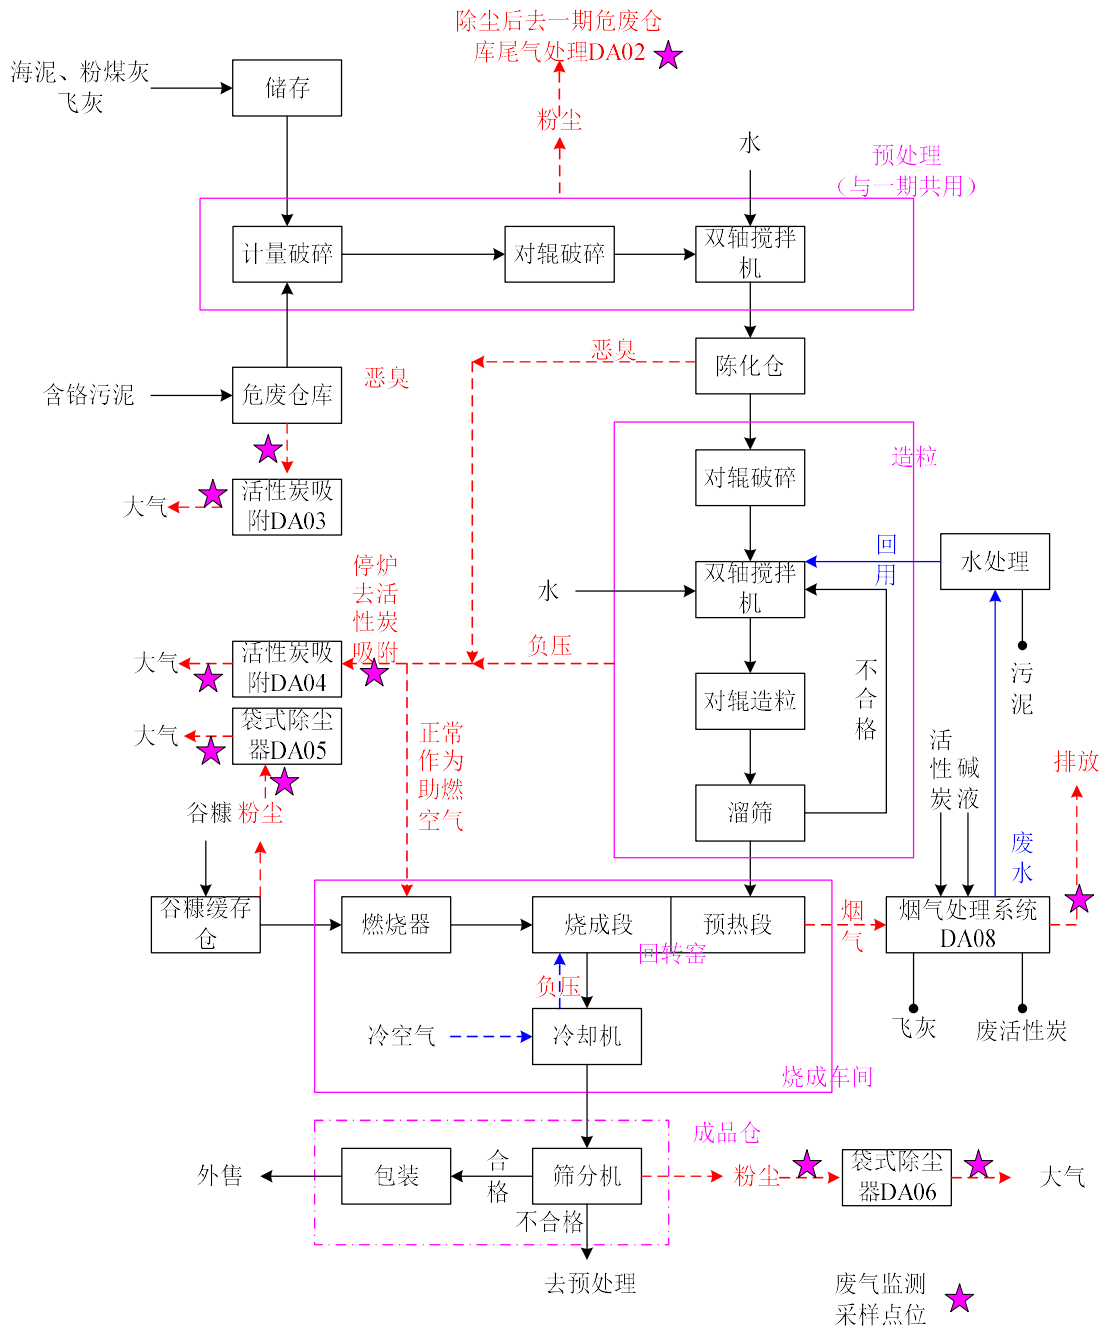 除尘后去一期危废仓
库尾气处理DA02
海泥、粉煤灰
飞灰
储存
粉尘
水
预处理
（与一期共用）
计量破碎
对辊破碎
双轴搅拌
机
恶臭
陈化仓
含铬污泥
危废仓库
恶臭
造粒
对辊破碎
大气
活性炭吸
附DA03
回
用
水处理
停炉
去活
性炭
吸附
双轴搅拌
机
水
负压
大气
活性炭吸
附DA04
不
合
格
污
泥
对辊造粒
大气
袋式除尘
器DA05
正常
作为
助燃
空气
活
性
炭
碱
液
排放
谷糠
粉尘
溜筛
废
水
谷糠缓存
仓
燃烧器
烧成段
预热段
回转窑
烟
气
烟气处理系统
DA08
负压
冷空气
冷却机
飞灰
废活性炭
烧成车间
成品仓
外售
包装
合
格
筛分机
粉尘
袋式除尘
器DA06
大气
不合格
去预处理
废气监测
采样点位